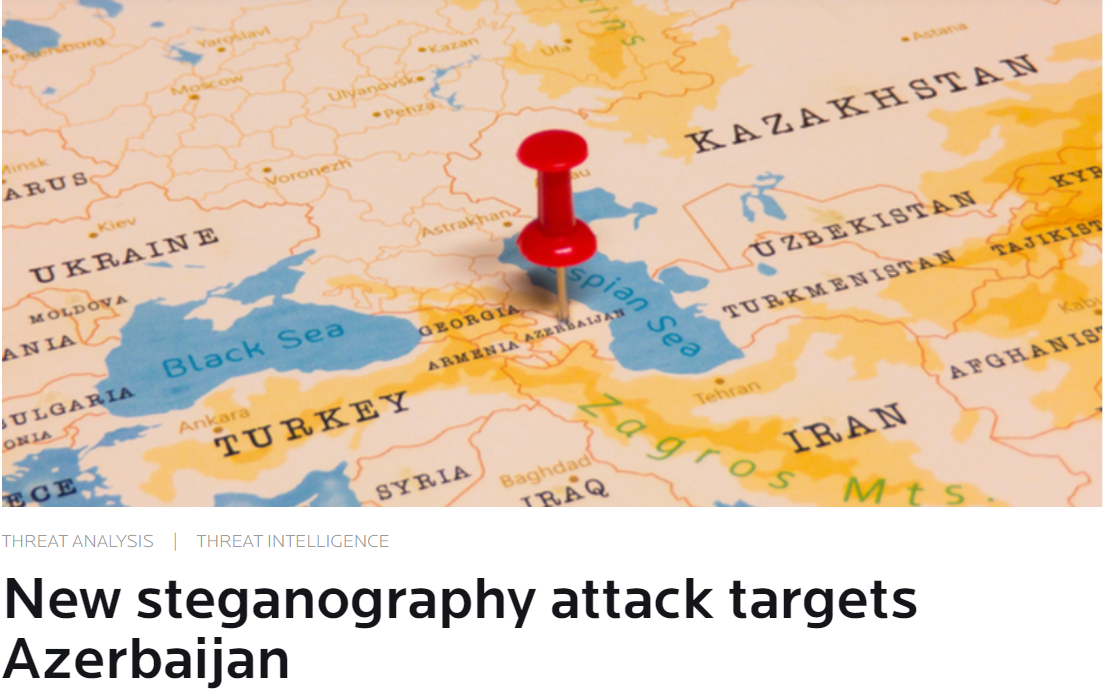 Yaroslavl
Kazan
Ufa
Astana
Moscow
Ulyanovsk
Penza
KAZAKHSTAN
Minsk
ARUS
Voronezh
KYR
Kiev
Astrakhan
UKRAINE
UZBEKISTAN
TAJIKIST
MOLDOVA
TURKMENISTAN
Caspian Sea
GEORGIA
AZERBAIJAN
ARMENIA
Black Sea
ANIA
AFGHANIS
ULGARIA
ONIA
Ankara
TURKEY
Tehran
IRAN
Zagros Mts.
ECE
SYRIA
Baghdad
IRAQ
THREAT ANALYSIS | THREAT INTELLIGENCE
New steganography attack targets
Azerbaijan